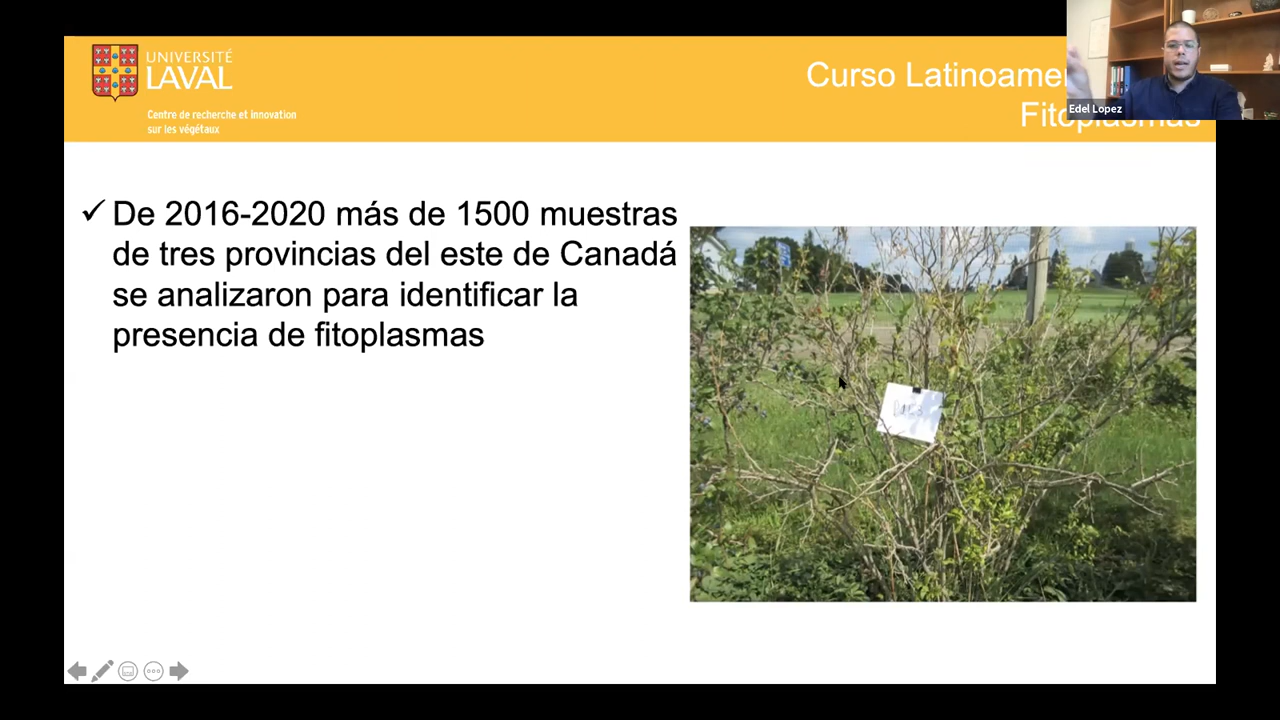 UNIVERSITÉ
LAVAL
Centre de recherche et innovation
sur les végétaux
Curso Latinoamer
Fitoplasmas
Edel Lopez
✓ De 2016-2020 más de 1500 muestras
de tres provincias del este de Canadá
se analizaron para identificar la
presencia de fitoplasmas